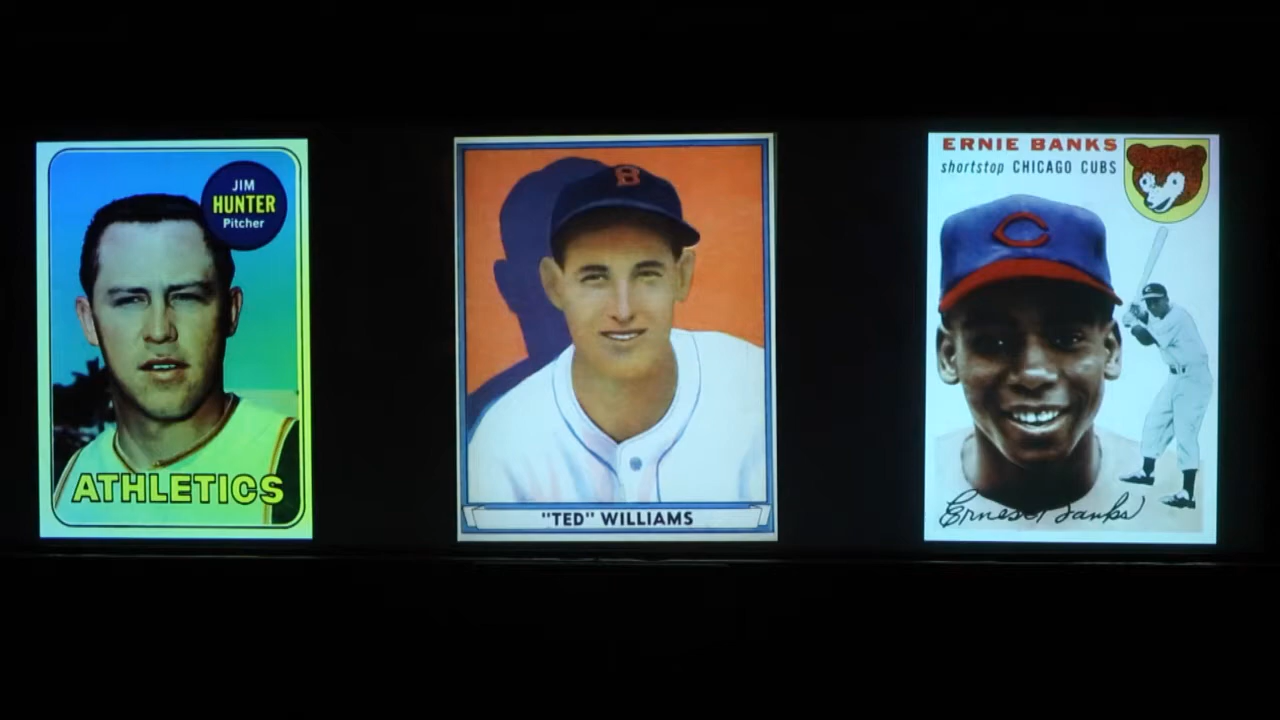 JIM
HUNTER
Pitcher
ATHLETICS
B
"TED" WILLIAMS
ERNIE BANKS
shortstop CHICAGO CUBS
C
Ernest Banks